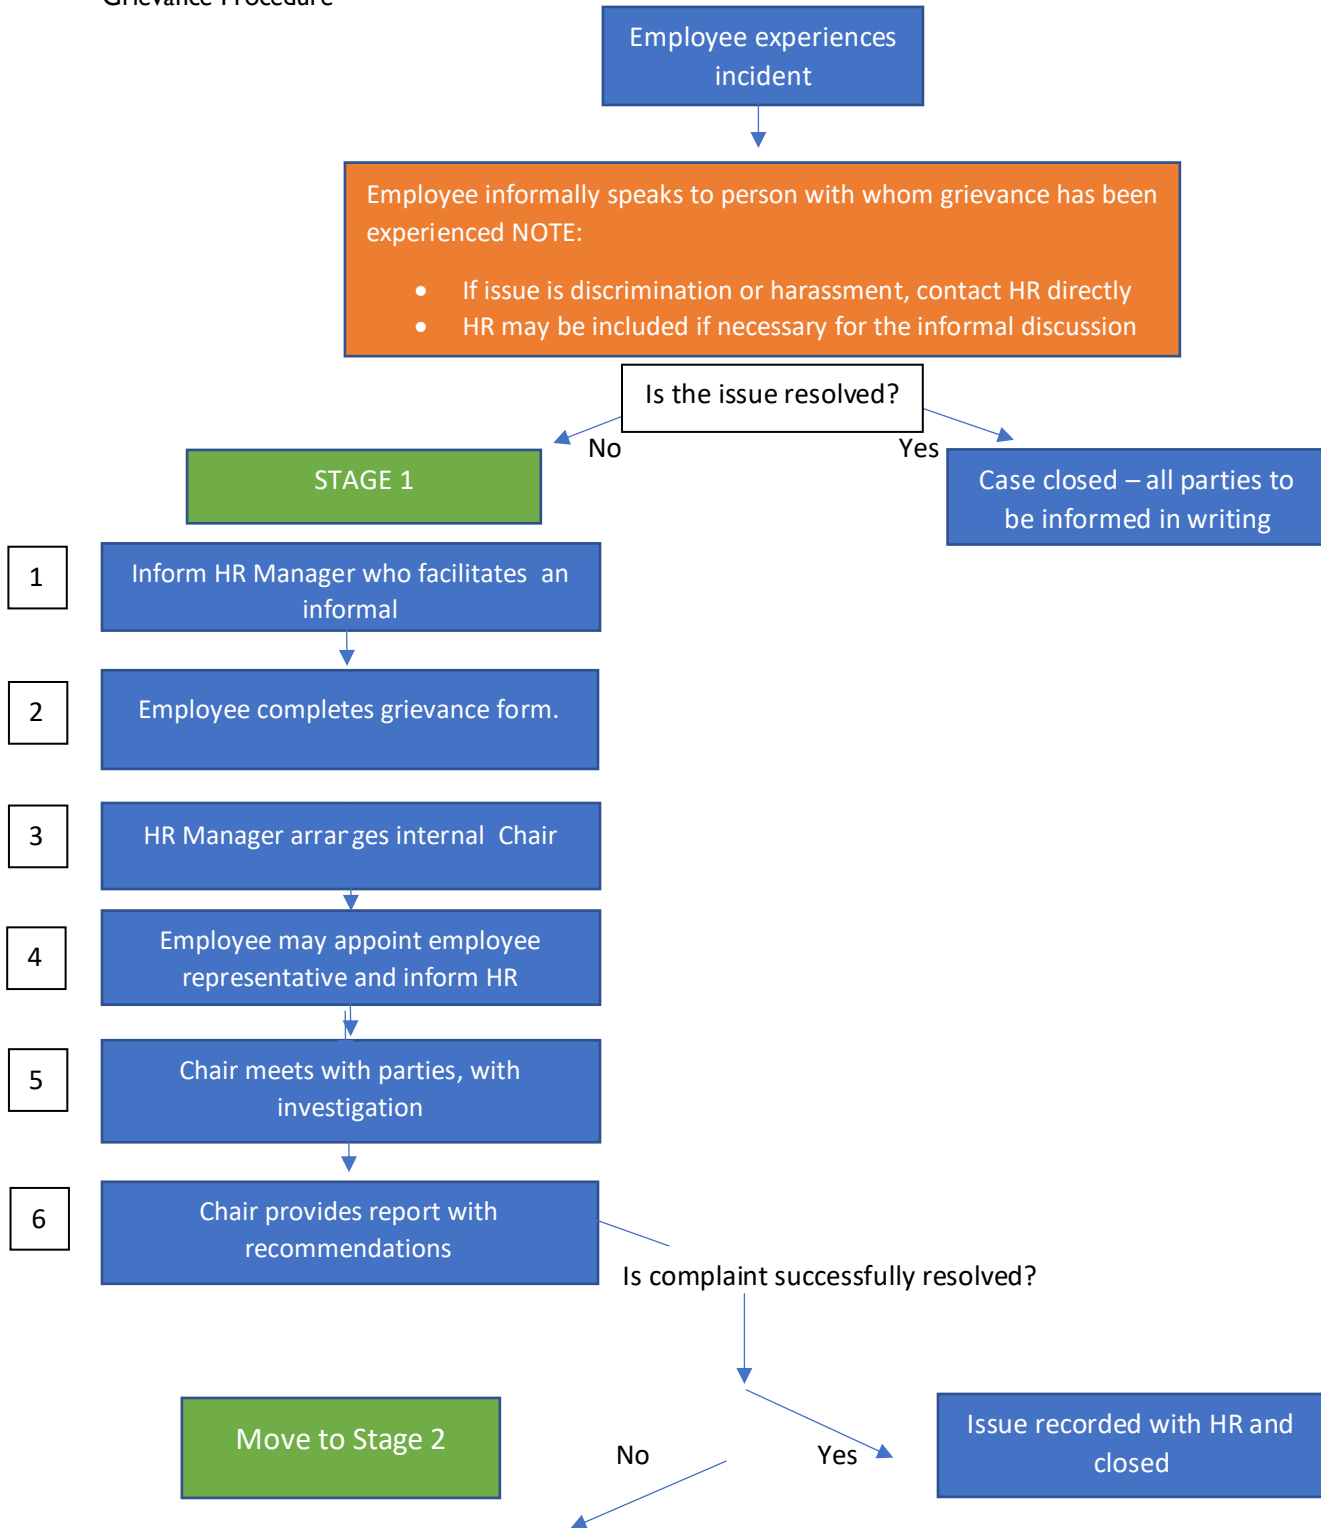 Grievance Procedure
Employee experiences
incident
Employee informally speaks to person with whom grievance has been
experienced NOTE:
• If issue is discrimination or harassment, contact HR directly
• HR may be included if necessary for the informal discussion
Is the issue resolved?
No
Yes
STAGE 1
Case closed – all parties to
be informed in writing
1
Inform HR Manager who facilitates an
informal
2
Employee completes grievance form.
3
HR Manager arranges internal Chair
4
Employee may appoint employee
representative and inform HR
5
Chair meets with parties, with
investigation
6
Chair provides report with
recommendations
Is complaint successfully resolved?
Move to Stage 2
No
Yes
Issue recorded with HR and
closed